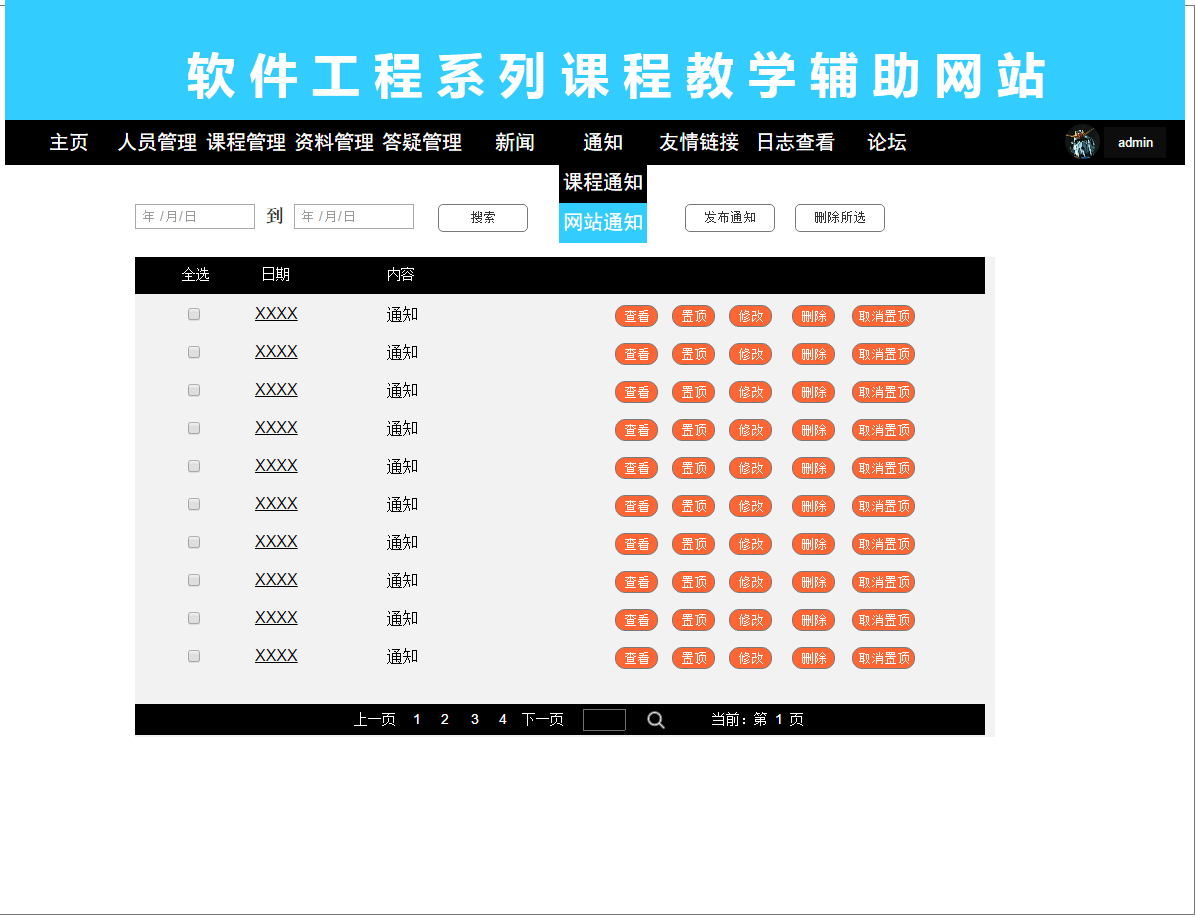 软件工程系列课程教学辅助网站
主页 人员管理 课程管理 资料管理 答疑管理 新闻 通知 友情链接 日志查看 论坛 admin
课程通知
年 /月/日 到 年 /月/日 搜索 网站通知 发布通知 删除所选
全选 日期 内容
XXXX 通知 查看 置顶 修改 删除 取消置顶
XXXX 通知 查看 置顶 修改 删除 取消置顶
XXXX 通知 查看 置顶 修改 删除 取消置顶
XXXX 通知 查看 置顶 修改 删除 取消置顶
XXXX 通知 查看 置顶 修改 删除 取消置顶
XXXX 通知 查看 置顶 修改 删除 取消置顶
XXXX 通知 查看 置顶 修改 删除 取消置顶
XXXX 通知 查看 置顶 修改 删除 取消置顶
XXXX 通知 查看 置顶 修改 删除 取消置顶
XXXX 通知 查看 置顶 修改 删除 取消置顶
上一页 1 2 3 4 下一页 当前：第 1 页